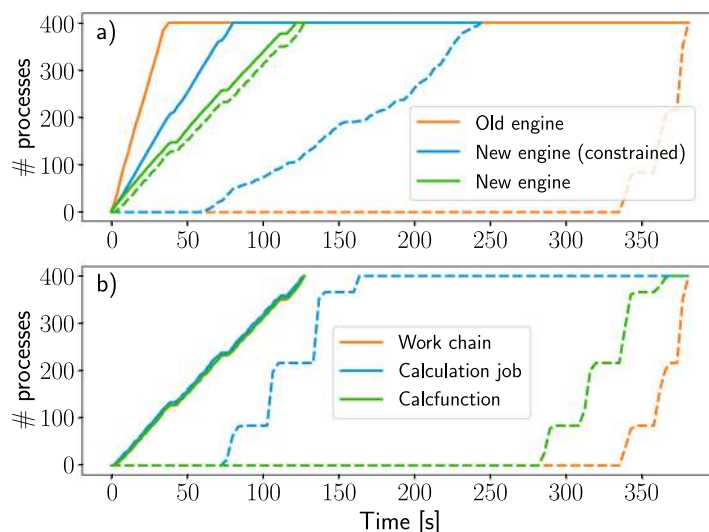 a)
# processes
400
300
200
100
0
Old engine
New engine (constrained)
New engine
0 50 100 150 200 250 300 350
b)
# processes
400
300
200
100
0
Work chain
Calculation job
Calcfunction
0 50 100 150 200 250 300 350
Time [s]